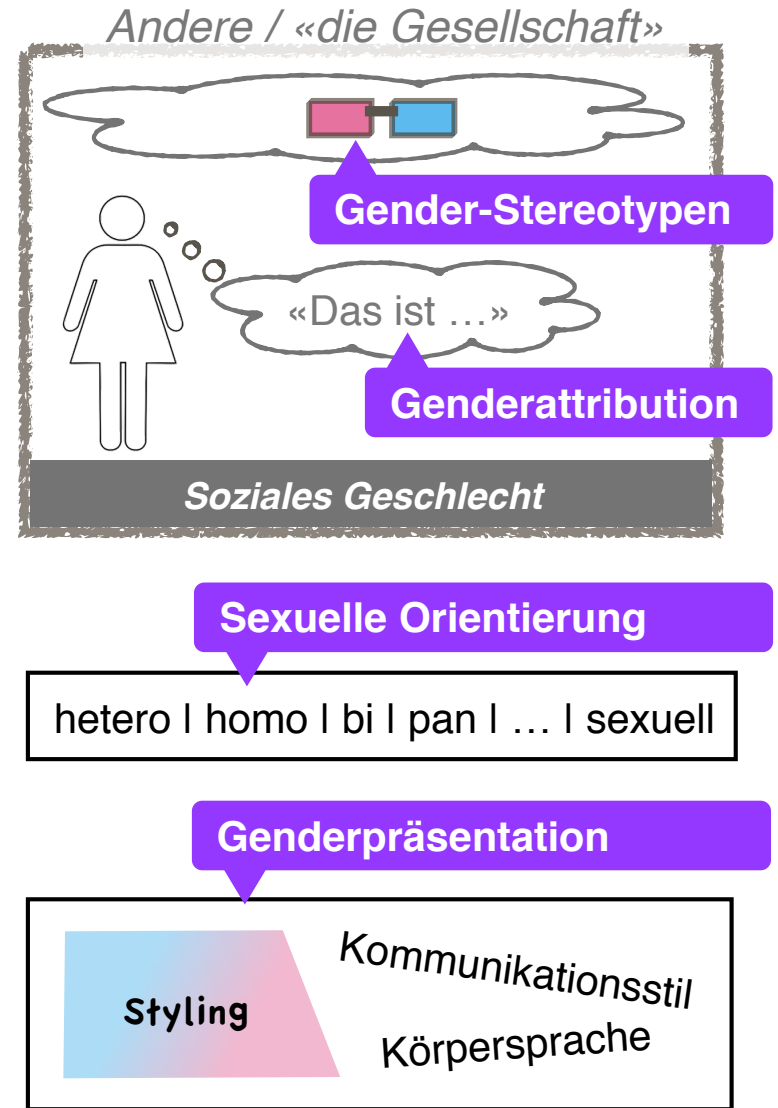 Andere / «die Gesellschaft»
Gender-Stereotypen
«Das ist …»
Genderattribution
Soziales Geschlecht
Sexuelle Orientierung
hetero I homo I bi I pan I … I sexuell
Genderpräsentation
Styling
Kommunikationsstil
Körpersprache